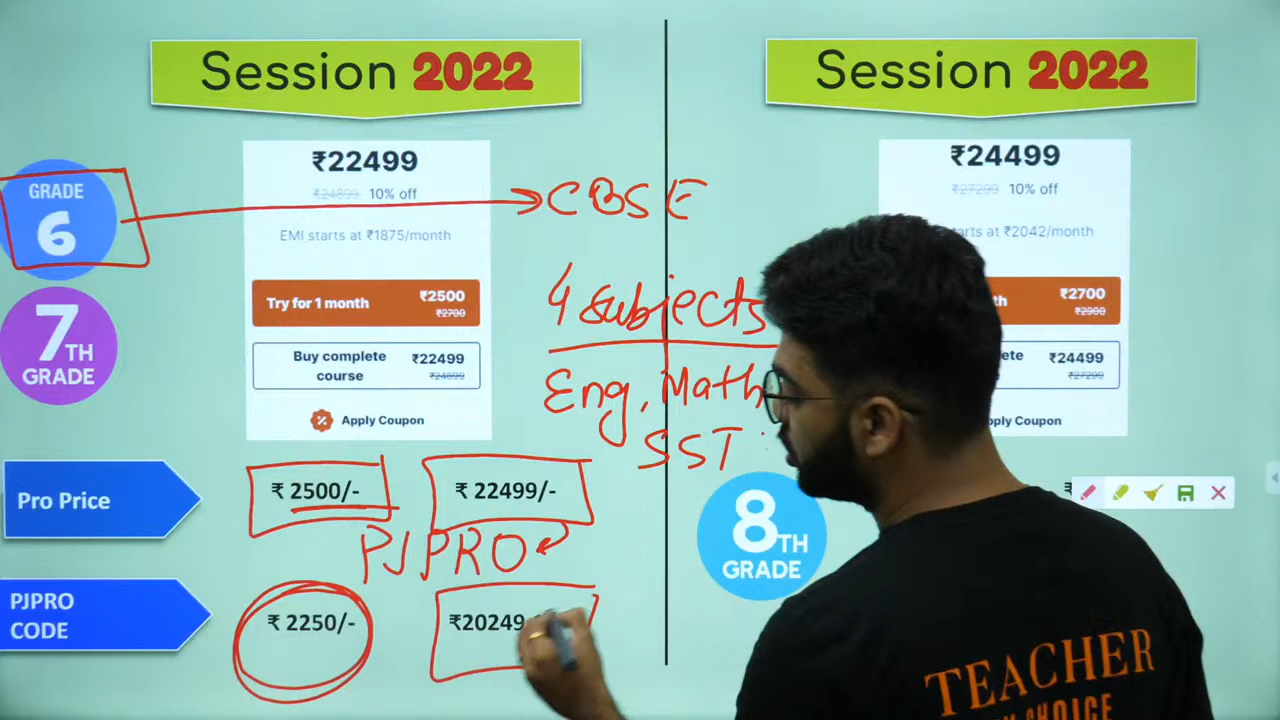 Session 2022
₹22499
₹24899 10% off
EMI starts at ₹1875/month
Try for 1 month ₹2500
₹2700
Buy complete course ₹22499
₹24899
Apply Coupon
GRADE
6
7TH
GRADE
CBSE
4 Subjects
Eng, Math
SST
Pro Price
₹ 2500/-
₹ 22499/-
PJPRO
PJPRO
CODE
₹ 2250/-
₹20249
Session 2022
₹24499
₹27299 10% off
at ₹2042/month
₹2700
₹2900
₹24499
₹27299
Coupon
8TH
GRADE
TEACHER
CHOICE